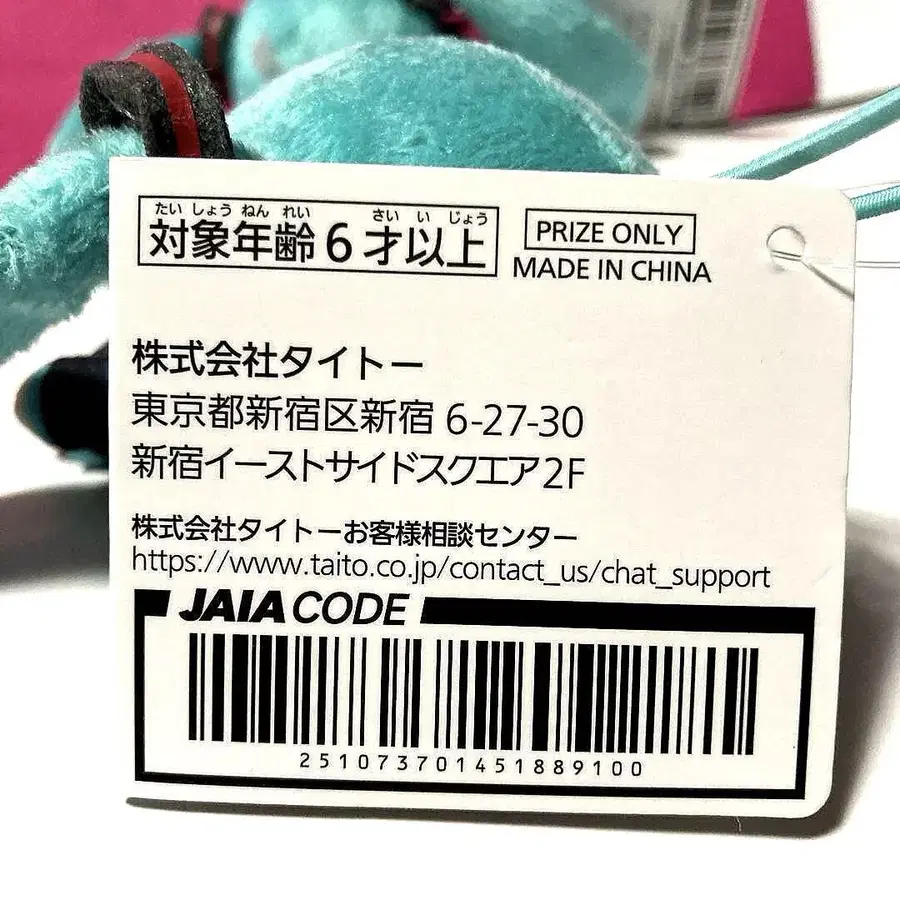 たいしょうねんれい さいいじょう
対象年齢6才以上
PRIZE ONLY
MADE IN CHINA
株式会社タイトー
東京都新宿区新宿 6-27-30
新宿イーストサイドスクエア2F
株式会社タイトーお客様相談センター
https://www.taito.co.jp/contact_us/chat_support
JAIA CODE
251073701451889100